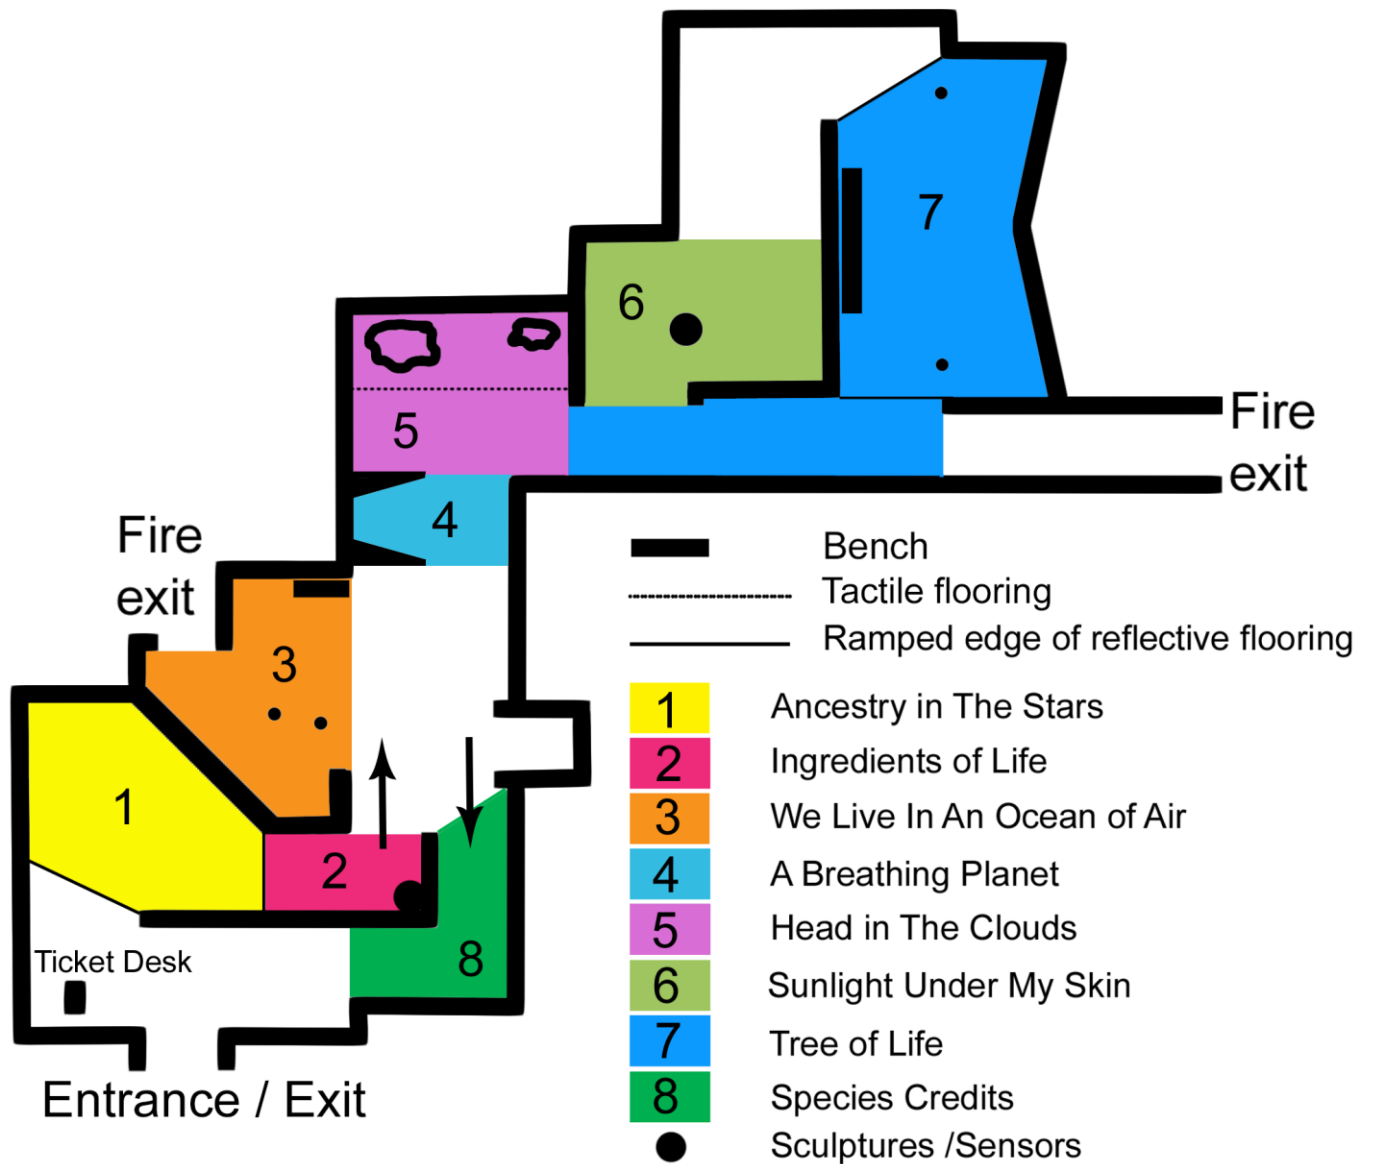 7
6
5
Fire
exit
4
Fire
exit
3
1
2
8
Ticket Desk
Entrance / Exit
Bench
Tactile flooring
Ramped edge of reflective flooring
1 Ancestry in The Stars
2 Ingredients of Life
3 We Live In An Ocean of Air
4 A Breathing Planet
5 Head in The Clouds
6 Sunlight Under My Skin
7 Tree of Life
8 Species Credits
Sculptures /Sensors